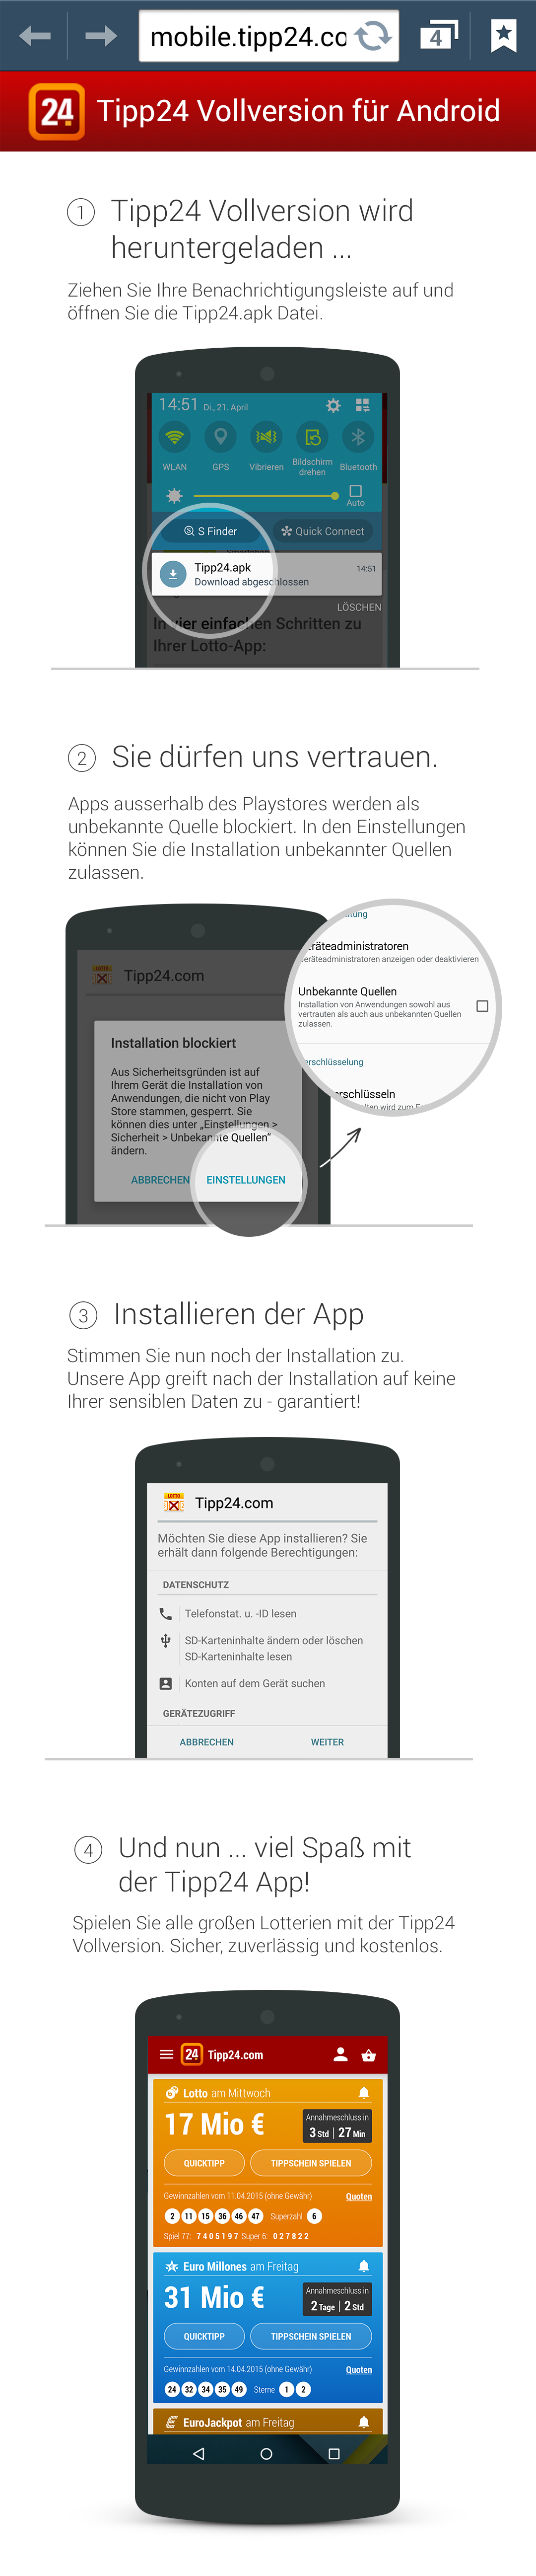 mobile.tipp24.cc
4
24 Tipp24 Vollversion für Android
1 Tipp24 Vollversion wird
heruntergeladen ...
Ziehen Sie Ihre Benachrichtigungsleiste auf und
öffnen Sie die Tipp24.apk Datei.
14:51 Di., 21. April
WLAN GPS Vibrieren Bildschirm
drehen Bluetooth
Auto
S Finder Quick Connect
Tipp24.apk 14:51
Download abgeschlossen
LÖSCHEN
In vier einfachen Schritten zu
Ihrer Lotto-App:
2 Sie dürfen uns vertrauen.
Apps ausserhalb des Playstores werden als
unbekannte Quelle blockiert. In den Einstellungen
können Sie die Installation unbekannter Quellen
zulassen.
Tipp24.com
Installation blockiert
Aus Sicherheitsgründen ist auf
Ihrem Gerät die Installation von
Anwendungen, die nicht von Play
Store stammen, gesperrt. Sie
können dies unter „Einstellungen >
Sicherheit > Unbekannte Quellen“
ändern.
ABBRECHEN EINSTELLUNGEN
ltung
eräteadministratoren
eräteadministratoren anzeigen oder deaktivieren
Unbekannte Quellen
Installation von Anwendungen sowohl aus
vertrauten als auch aus unbekannten Quellen
zulassen.
erschlüsselung
erschlüsseln
lten wird zum
3 Installieren der App
Stimmen Sie nun noch der Installation zu.
Unsere App greift nach der Installation auf keine
Ihrer sensiblen Daten zu - garantiert!
LOTTO
Tipp24.com
Möchten Sie diese App installieren? Sie
erhält dann folgende Berechtigungen:
DATENSCHUTZ
Telefonstat. u. -ID lesen
SD-Karteninhalte ändern oder löschen
SD-Karteninhalte lesen
Konten auf dem Gerät suchen
GERÄTEZUGRIFF
ABBRECHEN WEITER
4 Und nun ... viel Spaß mit
der Tipp24 App!
Spielen Sie alle großen Lotterien mit der Tipp24
Vollversion. Sicher, zuverlässig und kostenlos.
24 Tipp24.com
Lotto am Mittwoch
17 Mio € Annahmeschluss in
3 Std | 27 Min
QUICKTIPP TIPPSCHEIN SPIELEN
Gewinnzahlen vom 11.04.2015 (ohne Gewähr) Quoten
2 11 15 36 46 47 Superzahl 6
Spiel 77: 7 4 0 5 1 9 7 Super 6: 0 2 7 8 2 2
Euro Millones am Freitag
31 Mio € Annahmeschluss in
2 Tage | 2 Std
QUICKTIPP TIPPSCHEIN SPIELEN
Gewinnzahlen vom 14.04.2015 (ohne Gewähr) Quoten
24 32 34 35 49 Sterne 1 2
EuroJackpot am Freitag